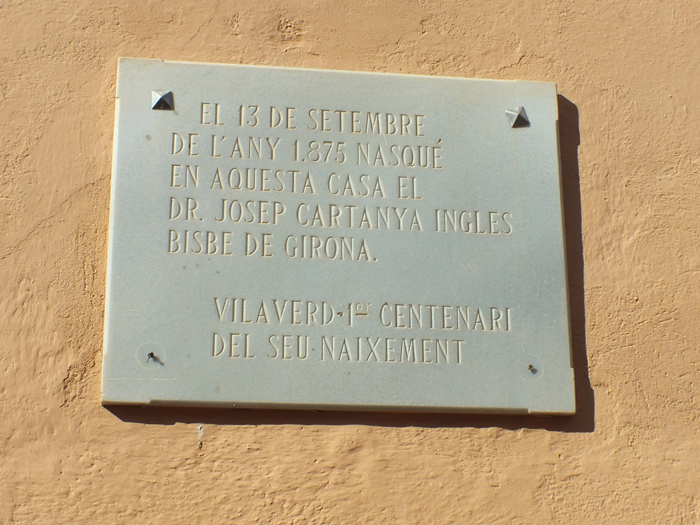 EL 13 DE SETEMBRE
DE L'ANY 1.875 NASQUÉ
EN AQUESTA CASA EL
DR. JOSEP CARTANYA INGLES
BISBE DE GIRONA.
VILAVERD-1er CENTENARI
DEL SEU·NAIXEMENT